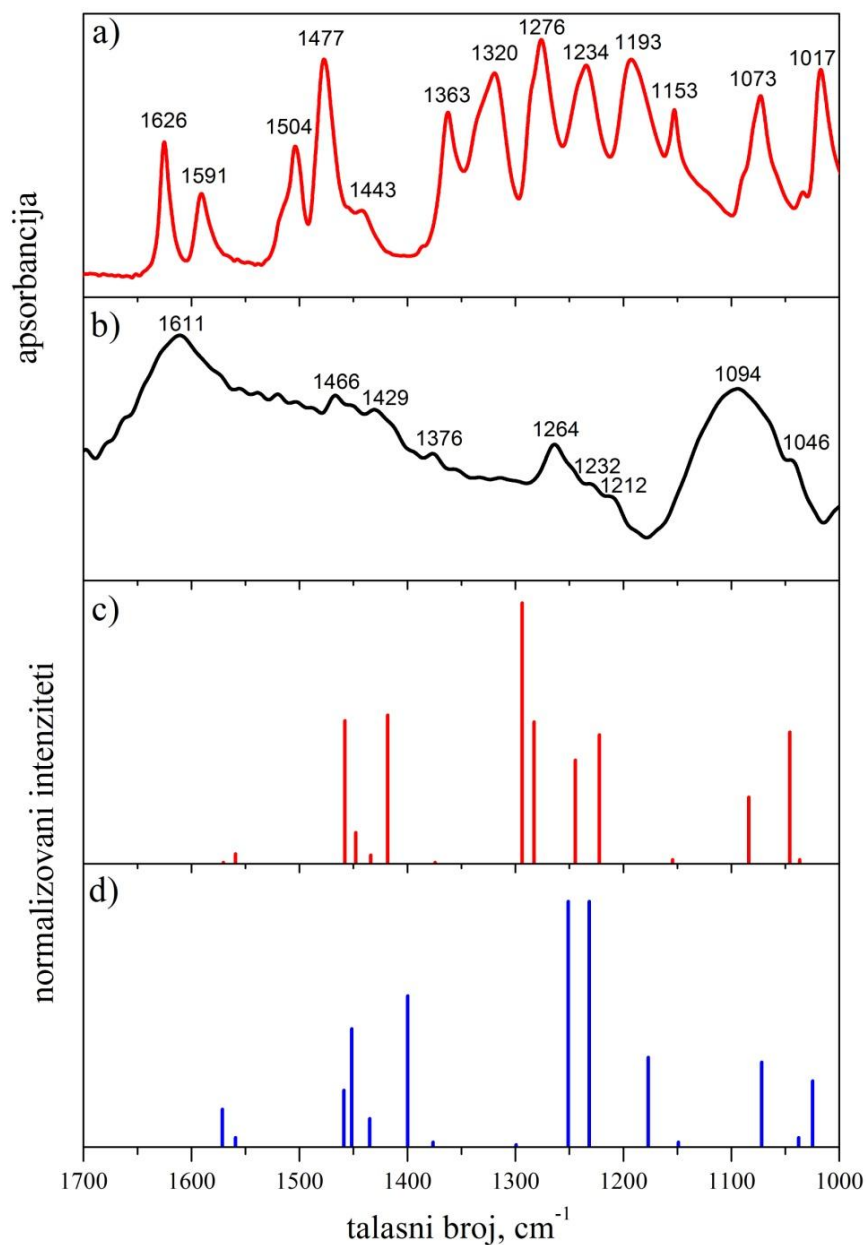 a)
1626
1591
1504
1477
1443
1363
1320
1276
1234
1193
1153
1073
1017
apsorbancija
b)
1611
1466
1429
1376
1264
1232
1212
1094
1046
c)
normalizovani intenziteti
d)
1700 1600 1500 1400 1300 1200 1100 1000
talasni broj, cm⁻¹